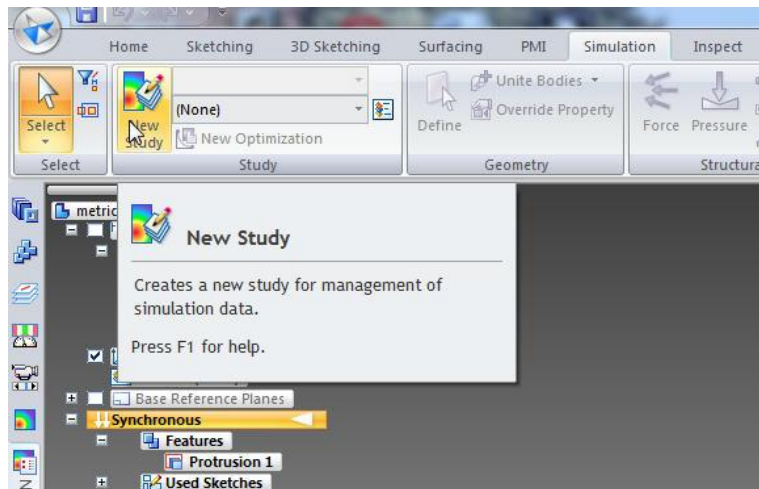 Home Sketching 3D Sketching Surfacing PMI Simulation Inspect
Unite Bodies
(None)
Override Property
Select New Study New Optimization Define Force Pressure
Select Study Geometry Structura
metric
New Study
Creates a new study for management of
simulation data.
Press F1 for help.
Base Reference Planes
Synchronous
Features
Protrusion 1
Used Sketches